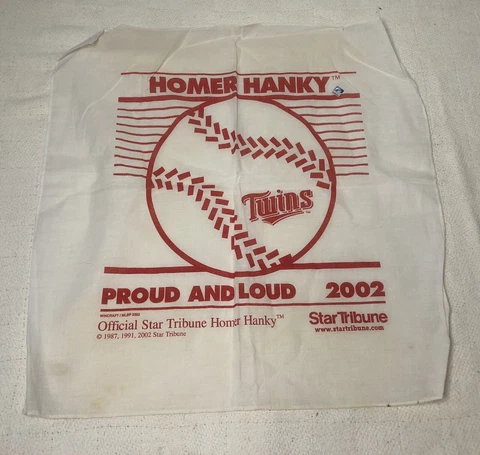 HOMER HANKY™
Twins
PROUD AND LOUD 2002
Official Star Tribune Homer Hanky™
© 1987, 1991, 2002 Star Tribune
StarTribune
www.startribune.com